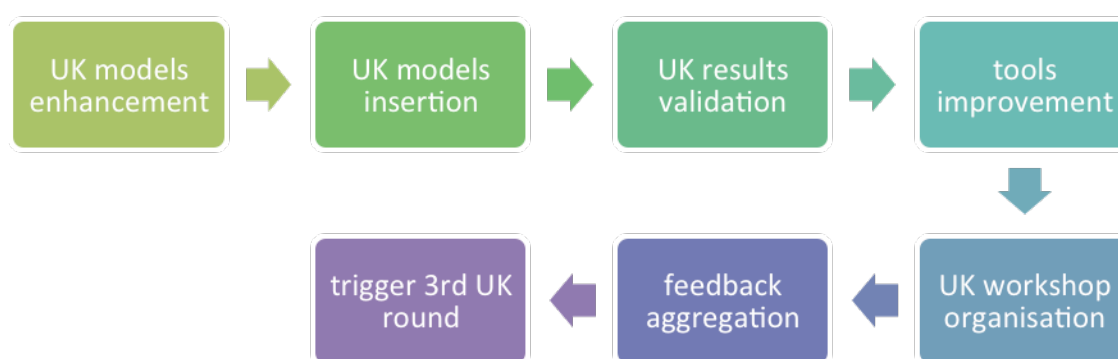 UK models
enhancement
UK models
insertion
UK results
validation
tools
improvement
UK workshop
organisation
feedback
aggregation
trigger 3rd UK
round